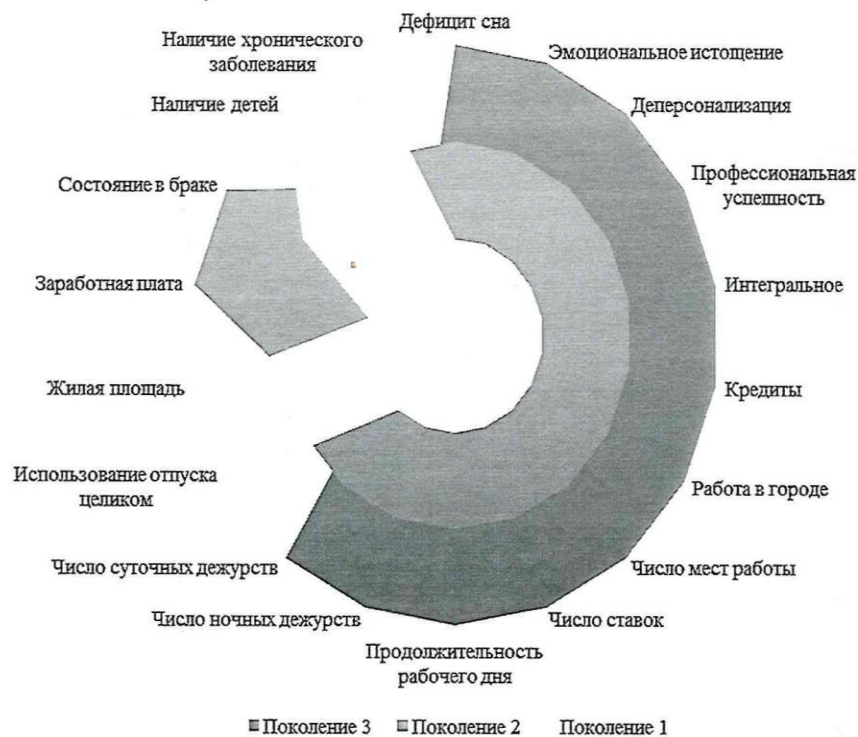 Дефицит сна
Наличие хронического
заболевания
Эмоциональное истощение
Наличие детей
Деперсонализация
Состояние в браке
Профессиональная
успешность
Заработная плата
Интегральное
Жилая площадь
Кредиты
Использование отпуска
целиком
Работа в городе
Число суточных дежурств
Число мест работы
Число ночных дежурств
Число ставок
Продолжительность
рабочего дня
Поколение 3 Поколение 2 Поколение 1